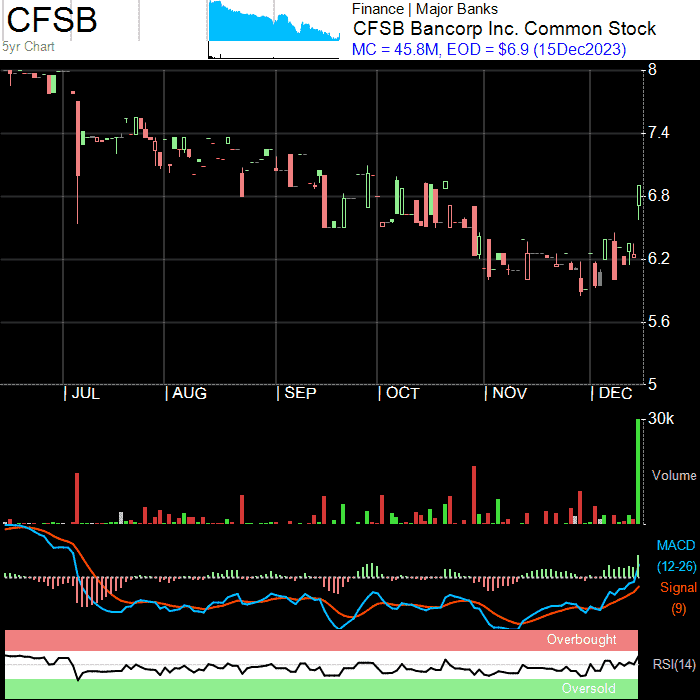 CFSB
5yr Chart
Finance | Major Banks
CFSB Bancorp Inc. Common Stock
MC = 45.8M, EOD = $6.9 (15Dec2023)
8
7.4
6.8
6.2
5.6
5
JUL
AUG
SEP
OCT
NOV
DEC
30k
Volume
MACD
(12-26)
Signal
(9)
Overbought
RSI(14)
Oversold